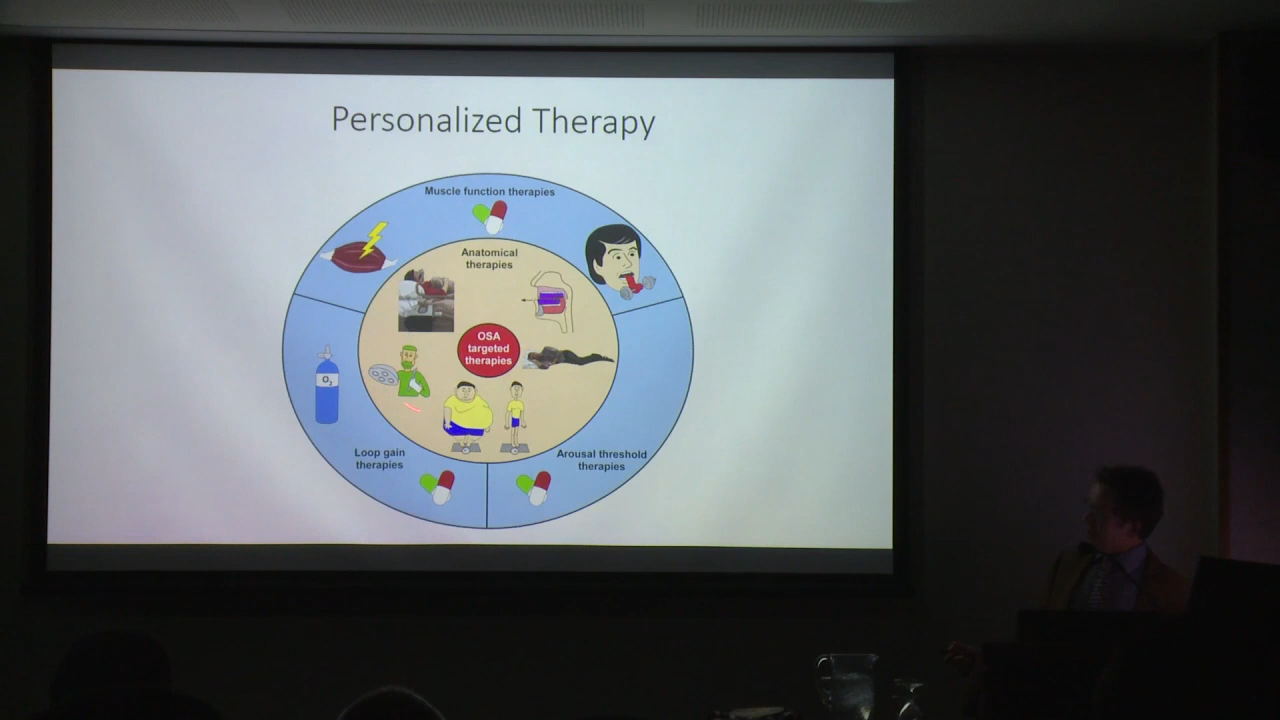 Personalized Therapy
Muscle function therapies
Anatomical
therapies
OSA
targeted
therapies
O2
Loop gain
therapies
Arousal threshold
therapies